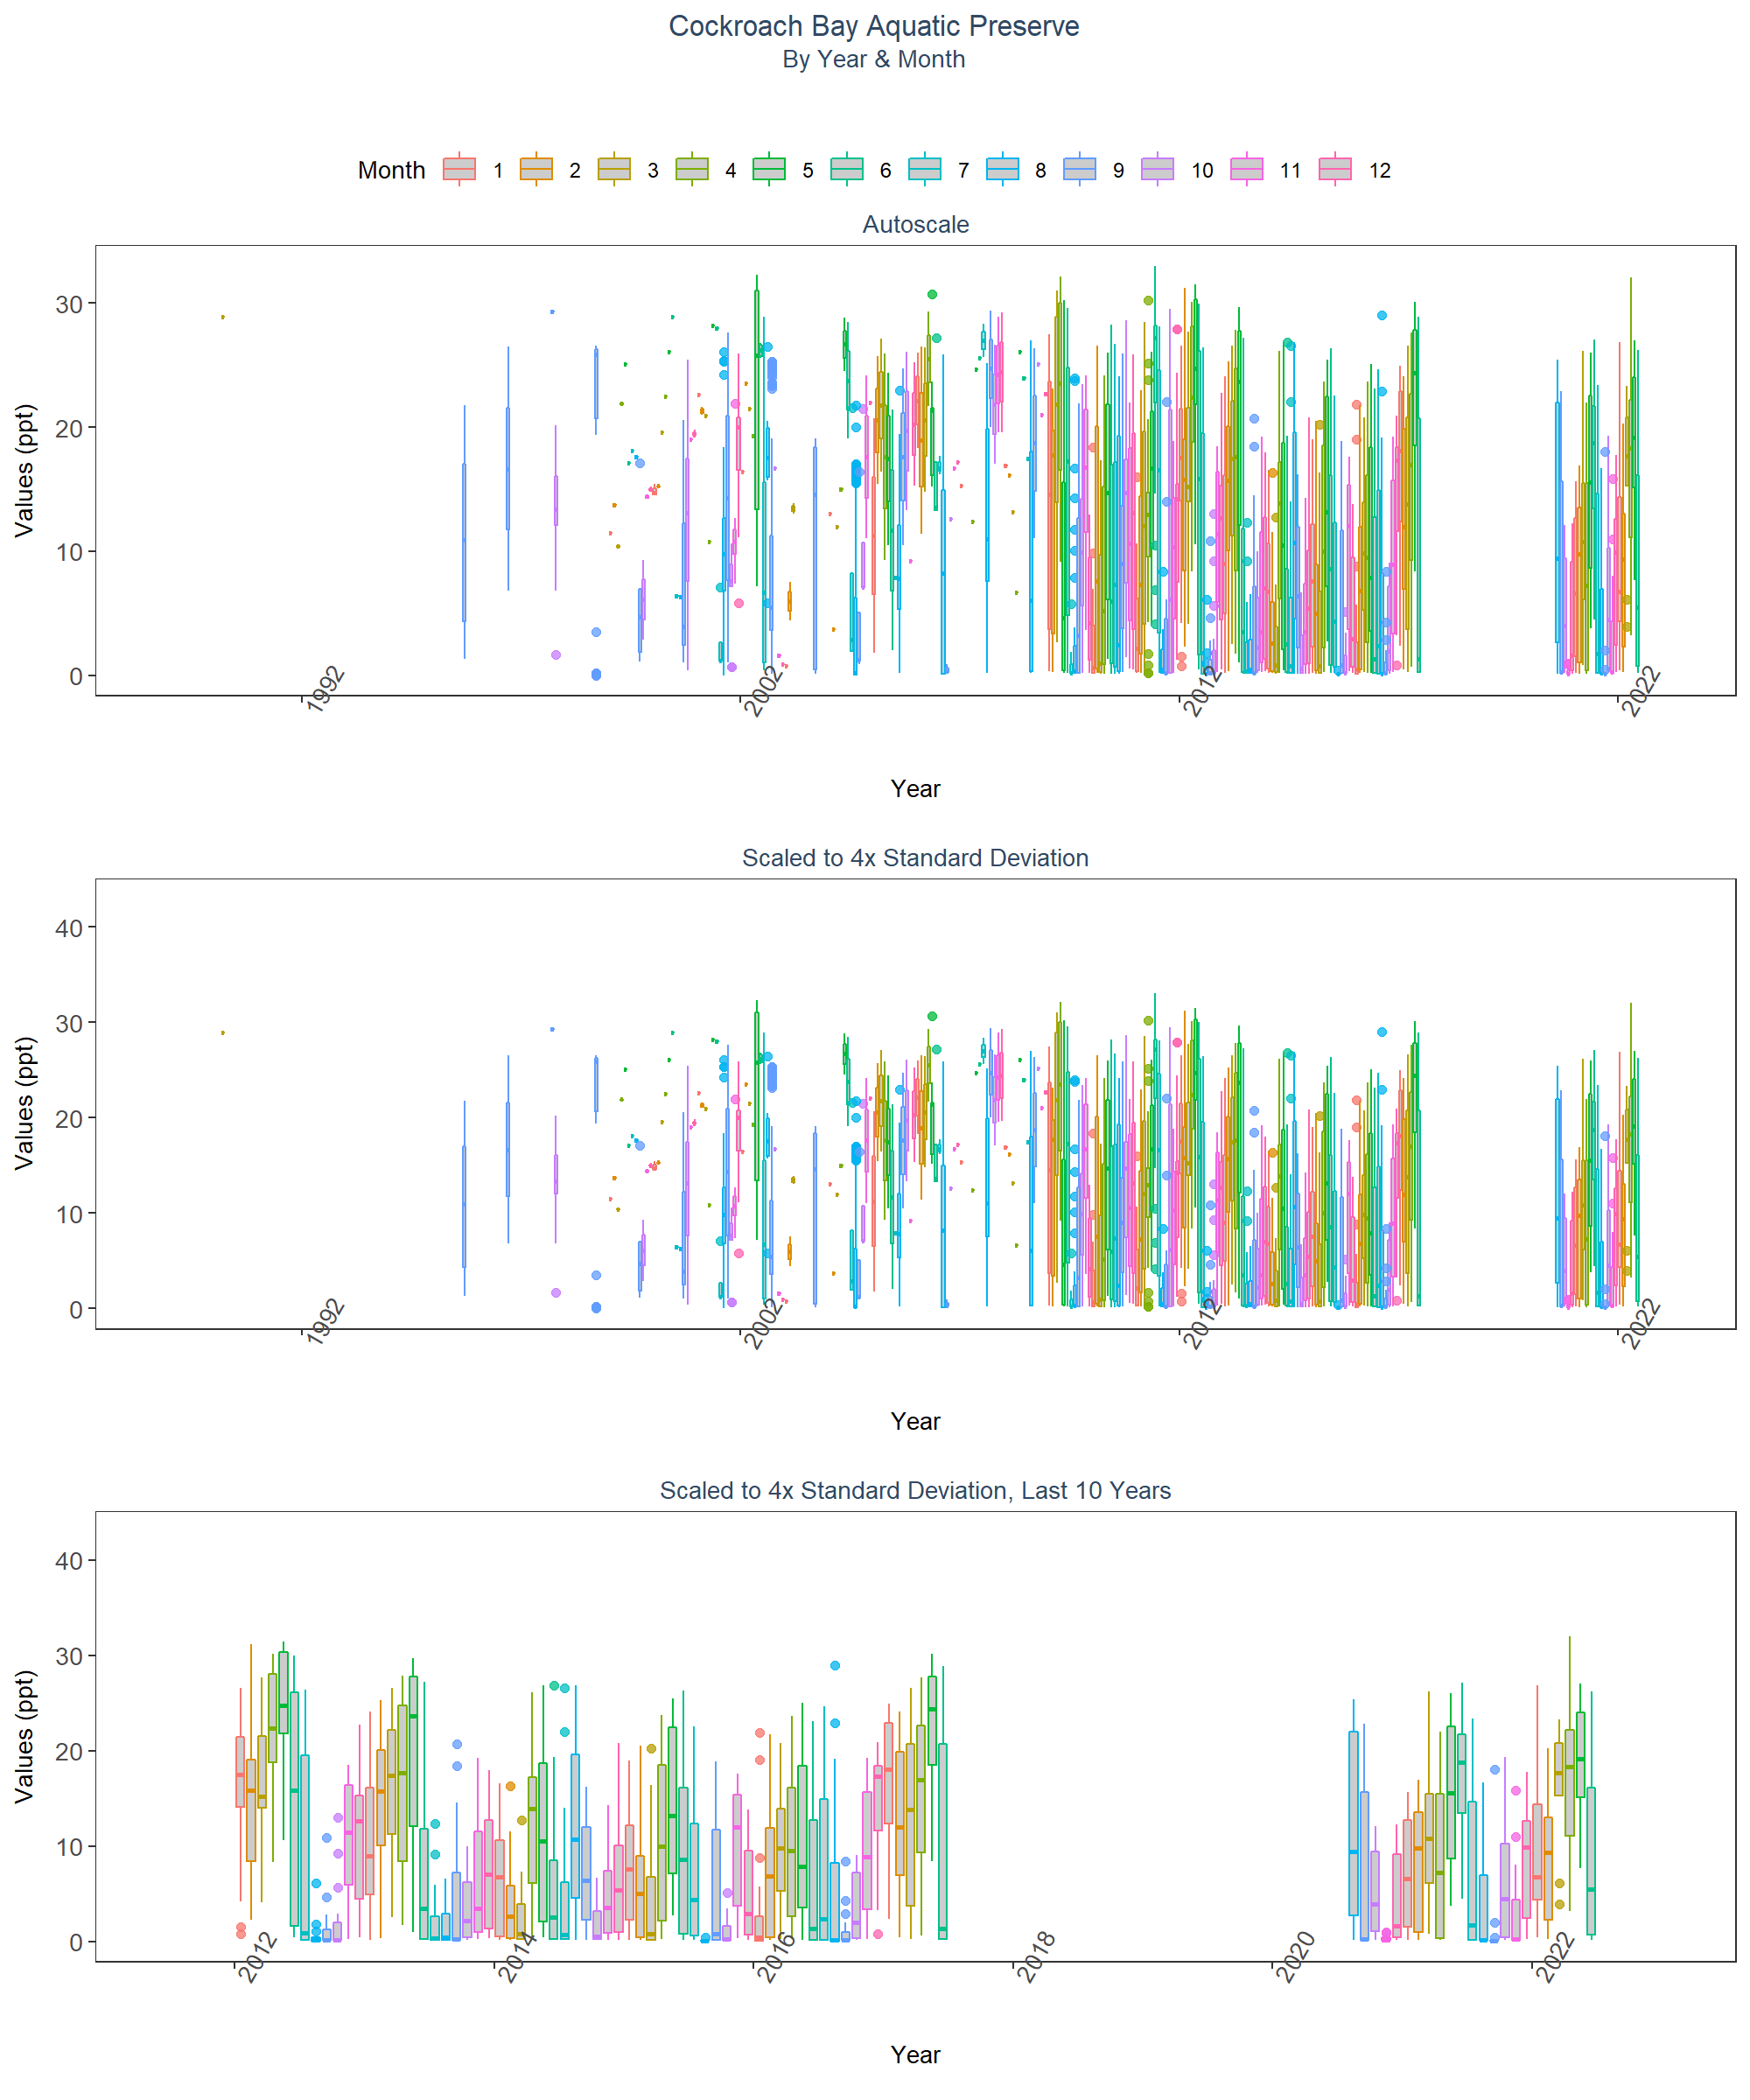 Cockroach Bay Aquatic Preserve
By Year & Month
Month 1 2 3 4 5 6 7 8 9 10 11 12
Autoscale
Values (ppt)
30
20
10
0
1992 2002 2012 2022
Year
Scaled to 4x Standard Deviation
Values (ppt)
40
30
20
10
0
1992 2002 2012 2022
Year
Scaled to 4x Standard Deviation, Last 10 Years
Values (ppt)
40
30
20
10
0
2012 2014 2016 2018 2020 2022
Year